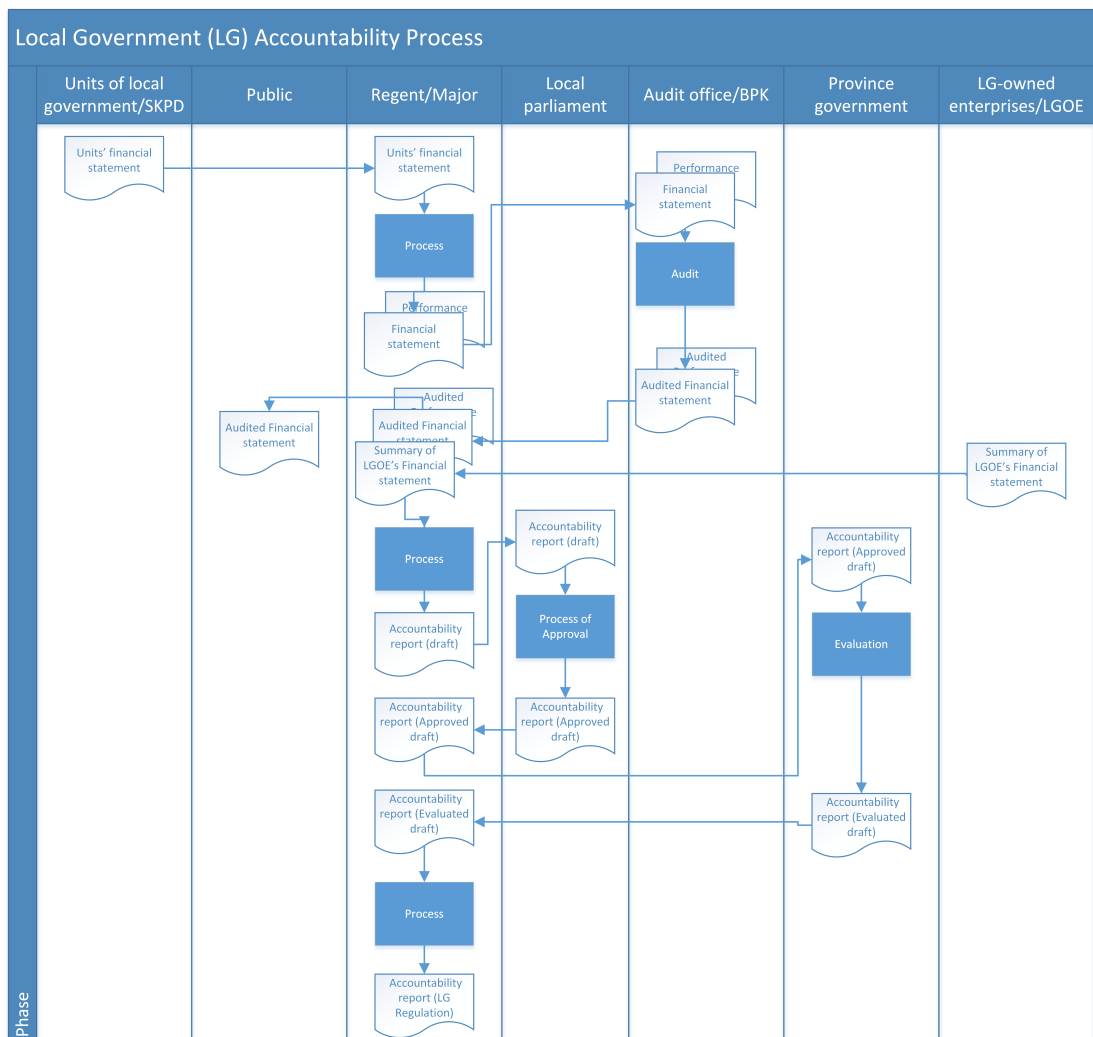 Local Government (LG) Accountability Process
Units of local
government/SKPD
Public
Regent/Major
Local
parliament
Audit office/BPK
Province
government
LG-owned
enterprises/LGOE
Units’ financial
statement
Units’ financial
statement
Performance
Financial
statement
Process
Audit
Performance
Financial
statement
Audited
Audited Financial
statement
Audited
Audited Financial
statement
Audited Financial
statement
Summary of
LGOE’s Financial
statement
Summary of
LGOE’s Financial
statement
Process
Accountability
report (draft)
Accountability
report (Approved
draft)
Process of
Approval
Evaluation
Accountability
report (draft)
Accountability
report (Approved
draft)
Accountability
report (Approved
draft)
Accountability
report (Evaluated
draft)
Accountability
report (Evaluated
draft)
Process
Accountability
report (LG
Regulation)
Phase